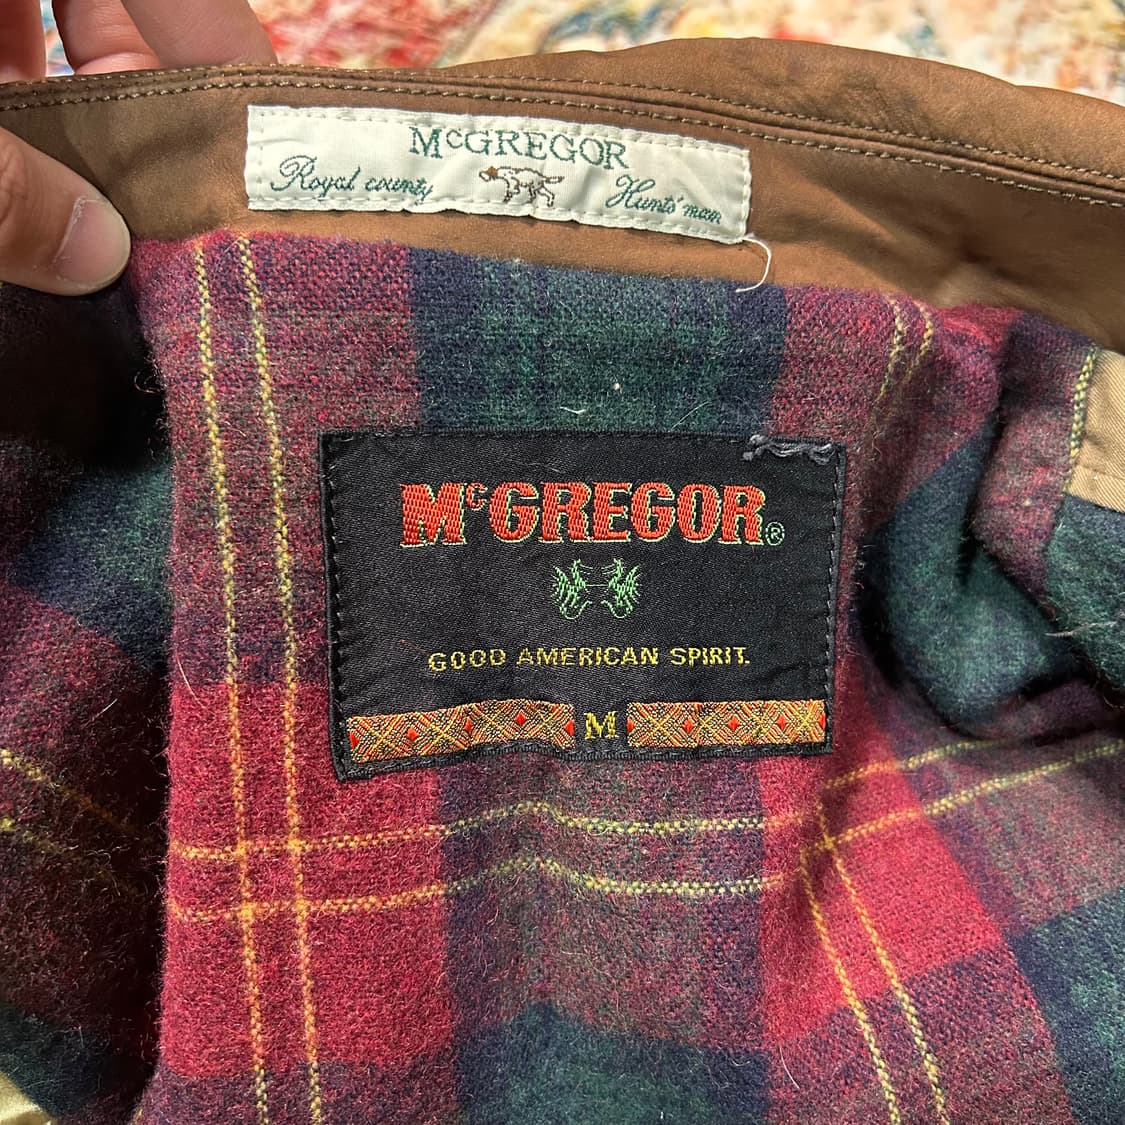 McGREGOR
Royal county Hunts'man
McGREGOR®
GOOD AMERICAN SPIRIT.
M